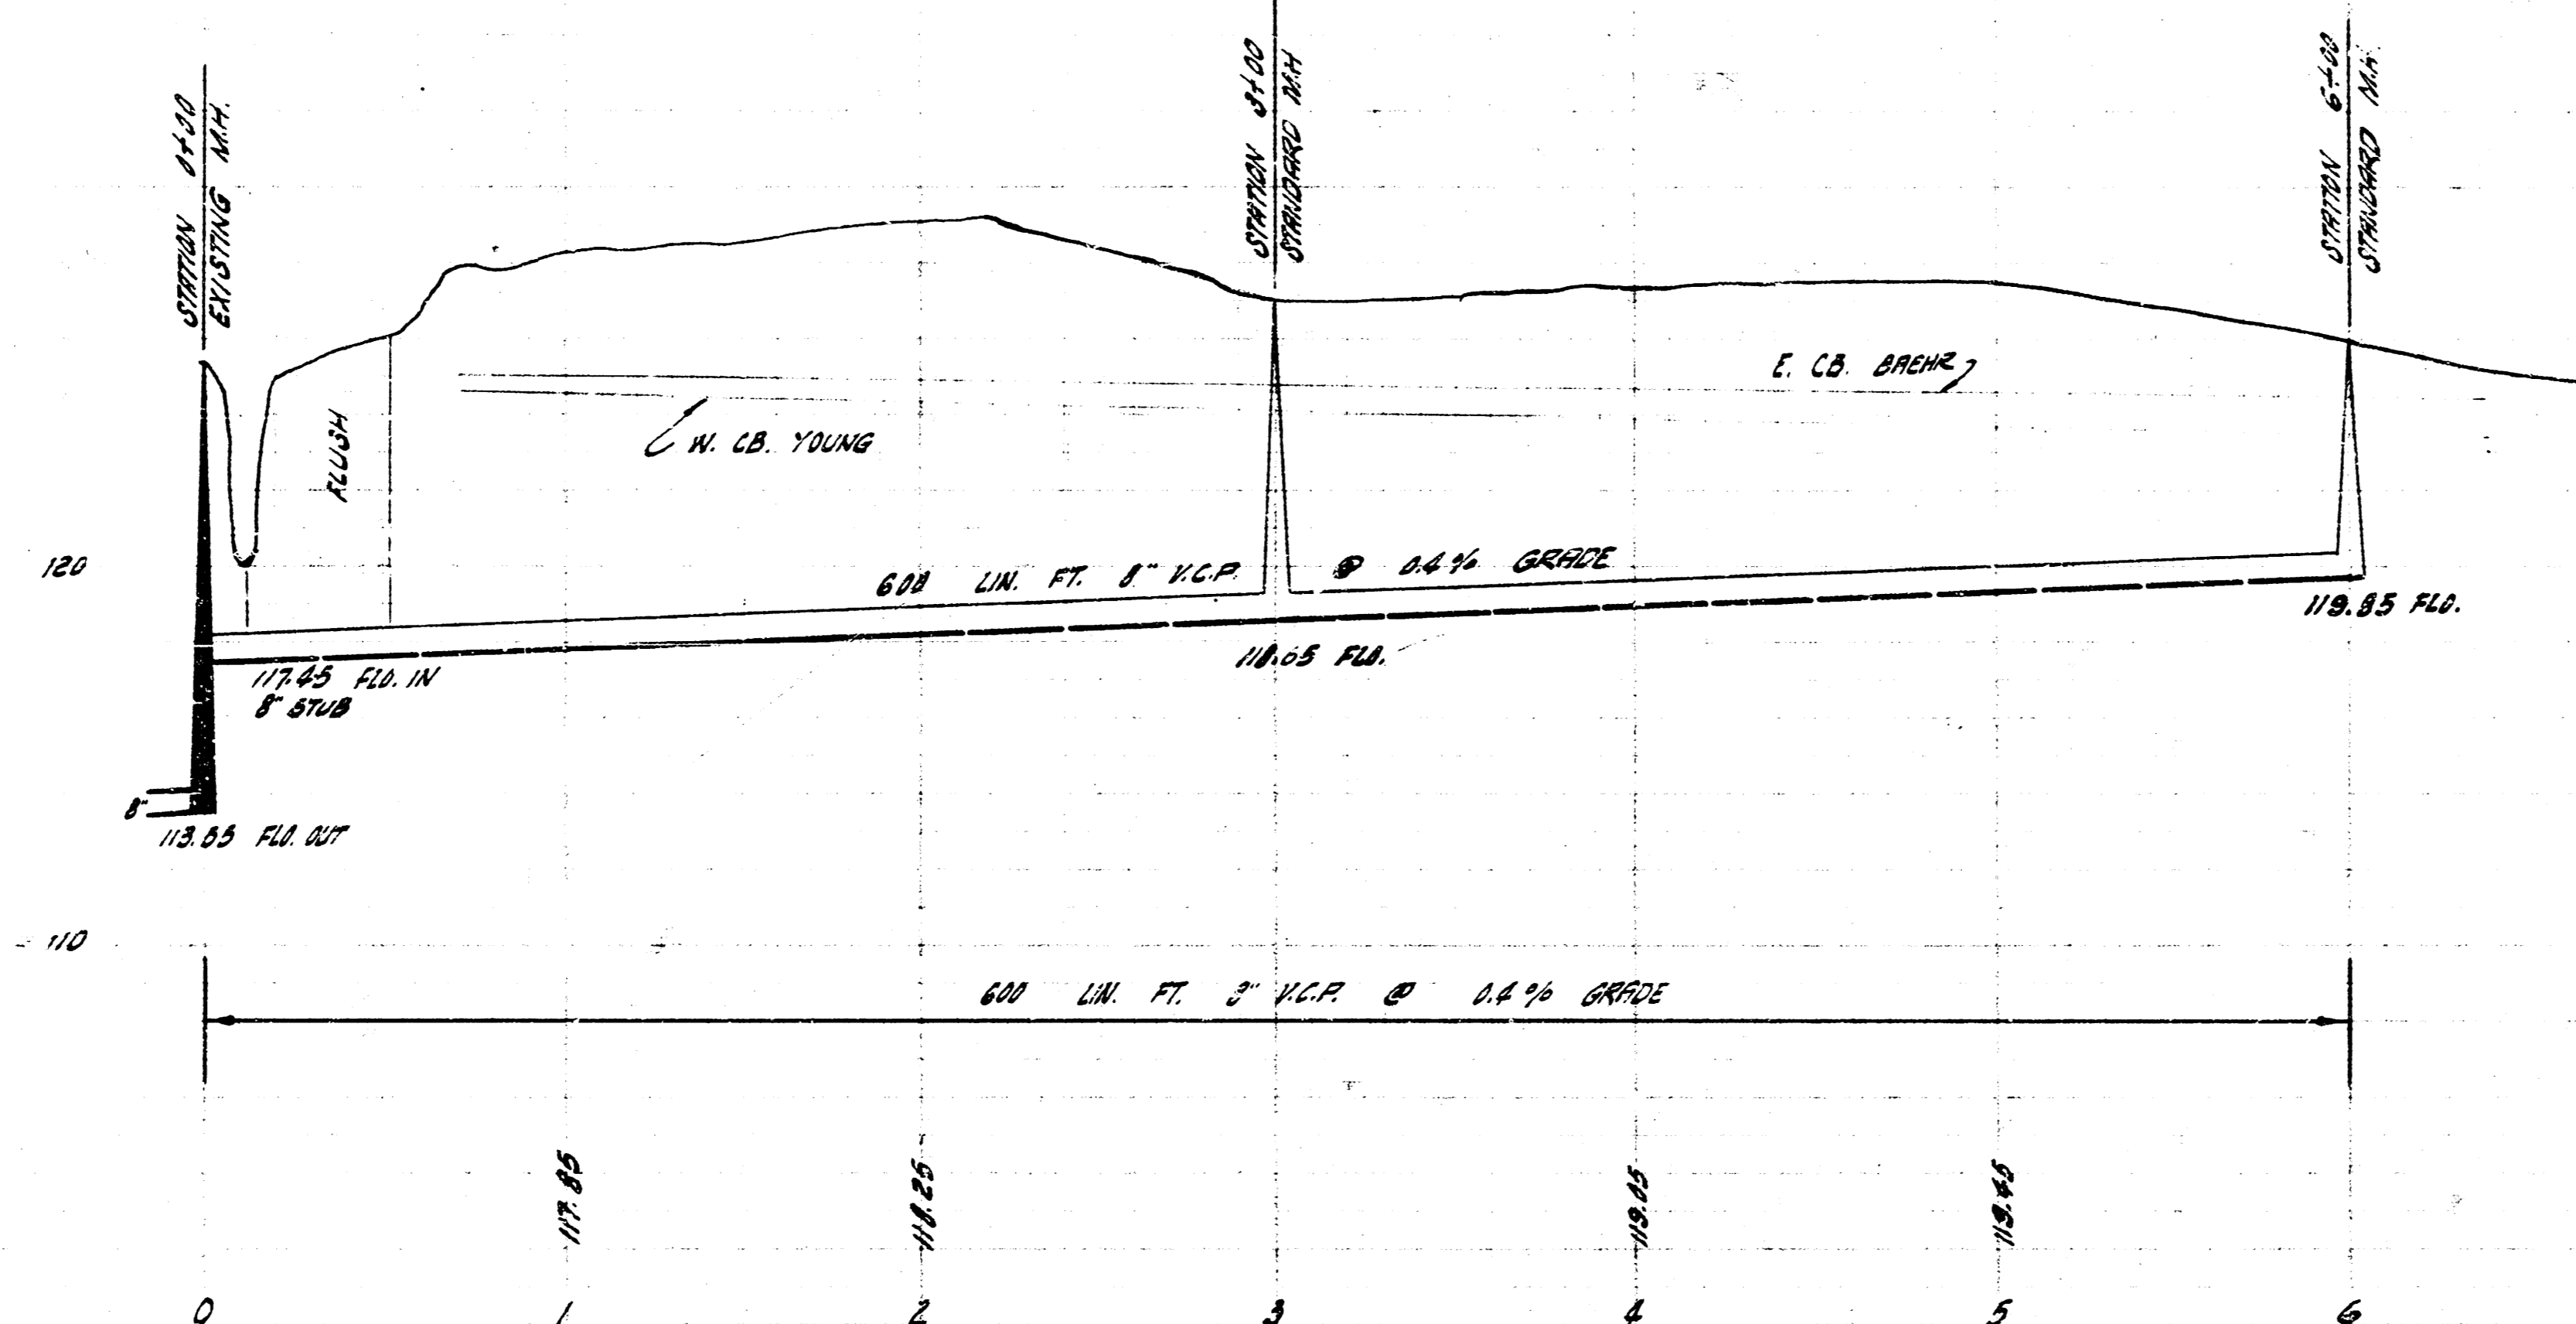 STATION 0+00
EXISTING M.H.
STATION 3+00
STANDARD M.H
STATION 6+00
STANDARD M.H.
E. CB. BAEHR
W. CB. YOUNG
FLUSH
120
600 LIN. FT. 8" V.C.P. @ 0.4% GRADE
119.85 FLO.
118.65 FLO.
117.45 FLO. IN
8" STUB
8"
113.55 FLO. OUT
110
600 LIN. FT. 8" V.C.P. @ 0.4% GRADE
117.85
118.25
119.05
119.45
0 1 2 3 4 5 6